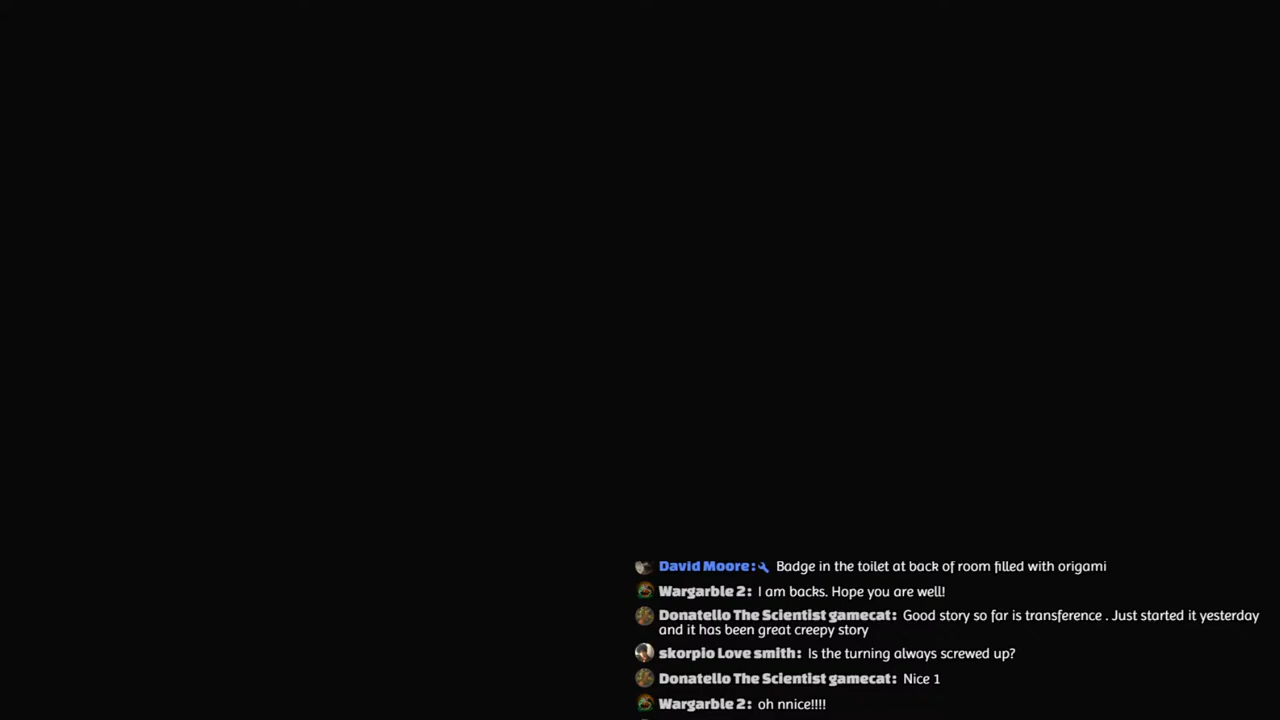 David Moore: Badge in the toilet at back of room filled with origami
Wargarble 2: I am backs. Hope you are well!
Donatello The Scientist gamecat: Good story so far is transference . Just started it yesterday
and it has been great creepy story
skorpio Love smith: Is the turning always screwed up?
Donatello The Scientist gamecat: Nice 1
Wargarble 2: oh nnice!!!!